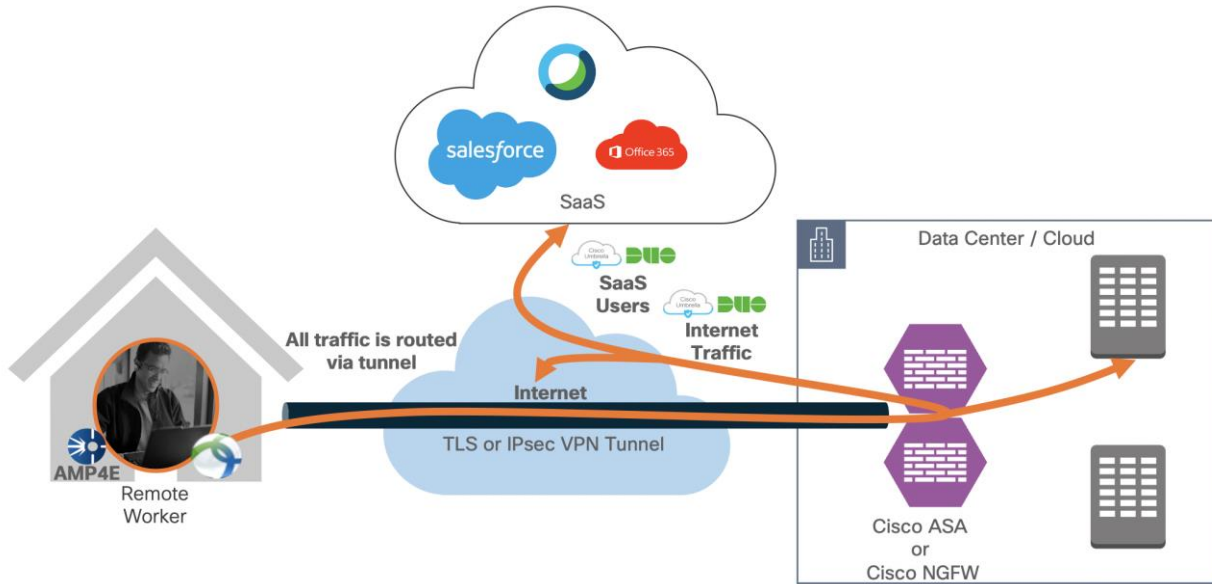 salesforce
Office 365
SaaS
Cisco
Umbrella
DUO
SaaS
Users
Cisco
Umbrella
DUO
Internet
Traffic
Data Center / Cloud
All traffic is routed
via tunnel
Internet
TLS or IPsec VPN Tunnel
AMP4E
Remote
Worker
Cisco ASA
or
Cisco NGFW